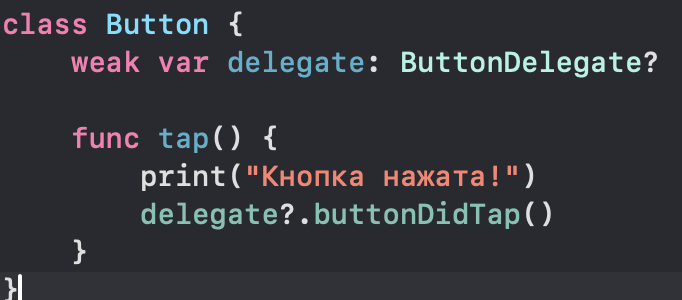 class Button {
    weak var delegate: ButtonDelegate?

    func tap() {
        print("Кнопка нажата!")
        delegate?.buttonDidTap()
    }
}